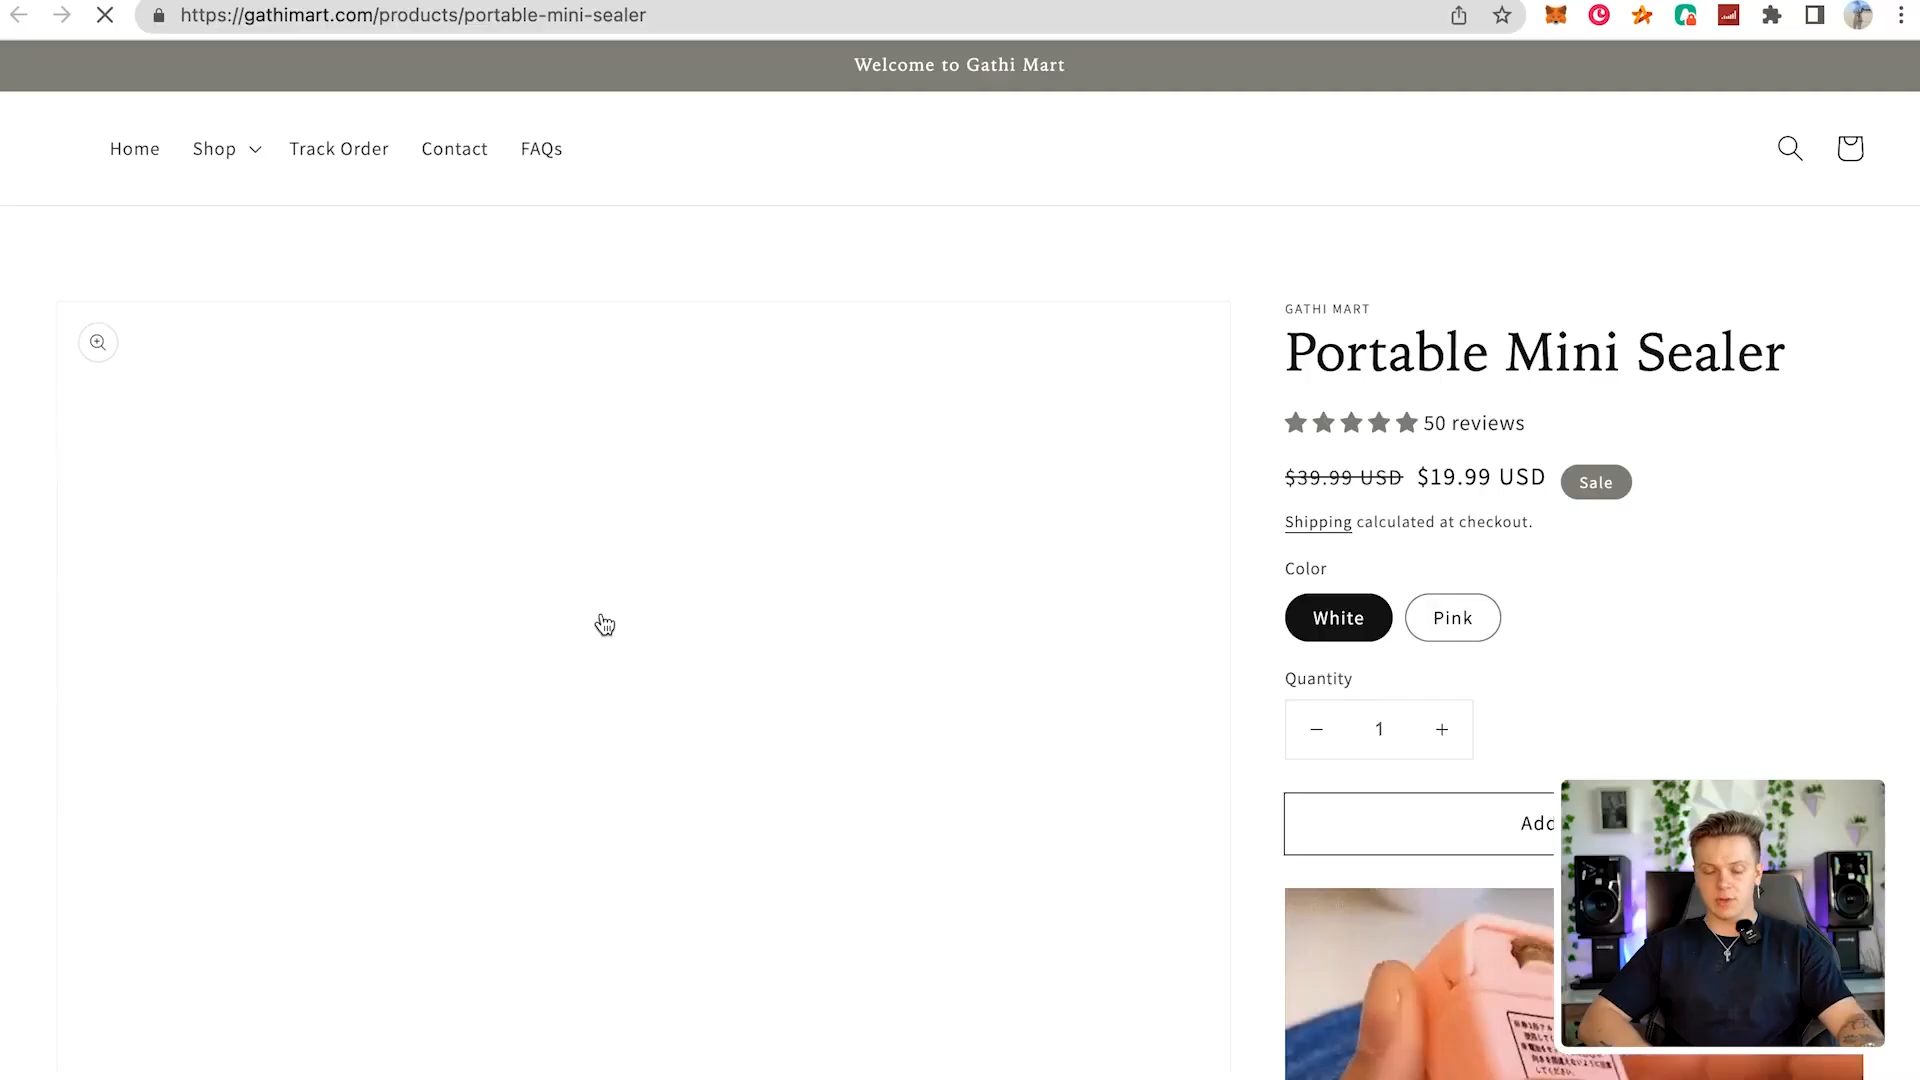 https://gathimart.com/products/portable-mini-sealer
Welcome to Gathi Mart
Home
Shop
Track Order
Contact
FAQs
GATHI MART
Portable Mini Sealer
50 reviews
$39.99 USD $19.99 USD Sale
Shipping calculated at checkout.
Color
White
Pink
Quantity
1
Add